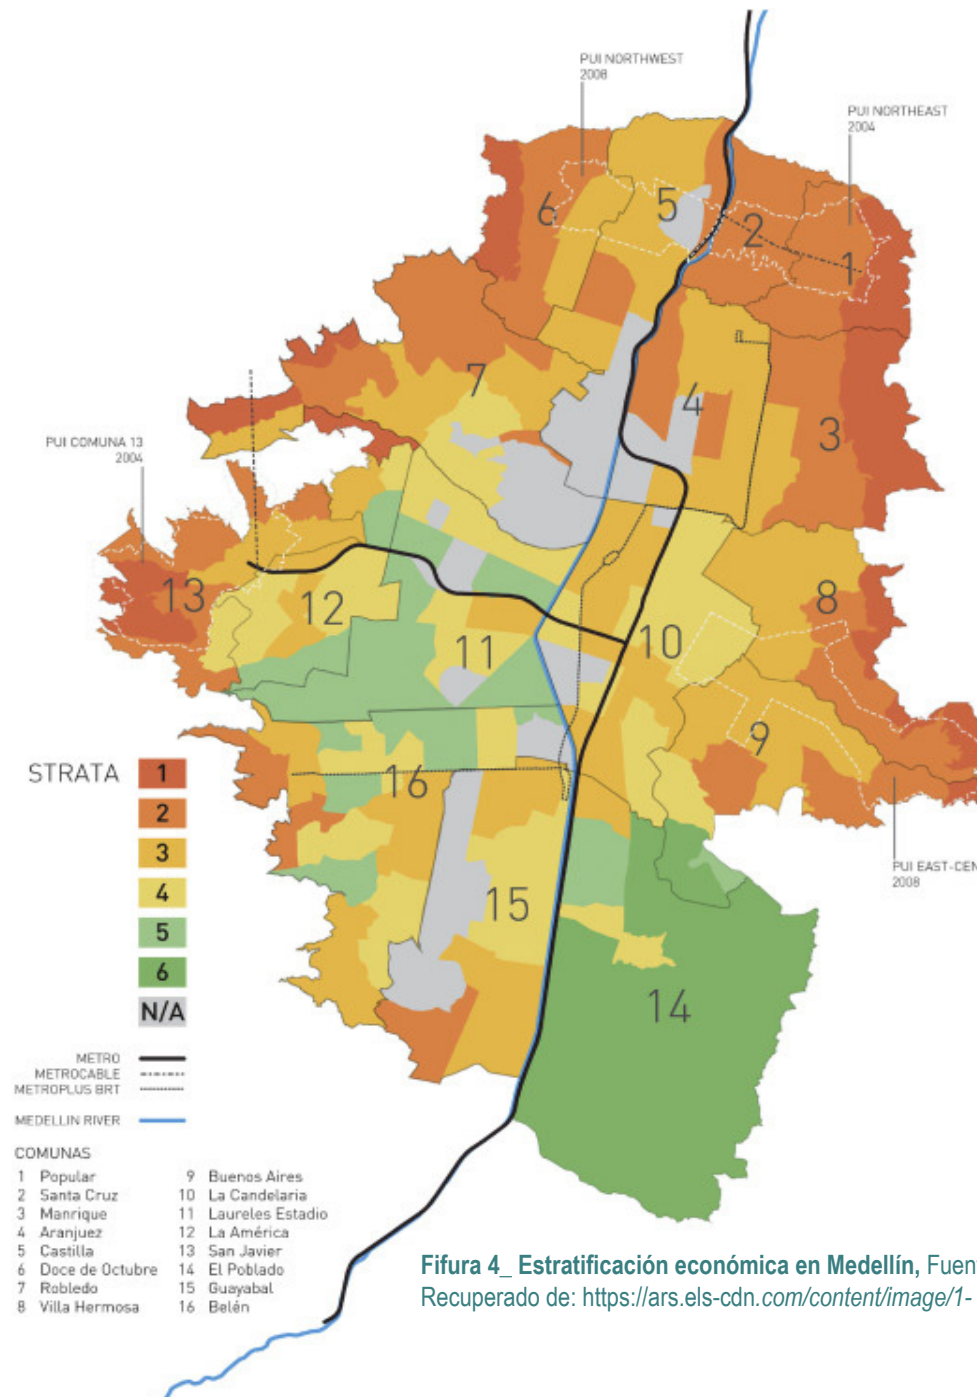 PUI NORTHWEST
2008
PUI NORTHEAST
2004
6
5
2
1
7
4
3
PUI COMUNA 13
2004
13
12
11
10
8
9
16
15
14
PUI EAST-CEN
2008
STRATA
1
2
3
4
5
6
N/A
METRO
METROCABLE
METROPLUS BRT
MEDELLIN RIVER
COMUNAS
1 Popular
2 Santa Cruz
3 Manrique
4 Aranjuez
5 Castilla
6 Doce de Octubre
7 Robledo
8 Villa Hermosa
9 Buenos Aires
10 La Candelaria
11 Laureles Estadio
12 La América
13 San Javier
14 El Poblado
15 Guayabal
16 Belén
Fifura 4_ Estratificación económica en Medellín, Fuen
Recuperado de: https://ars.els-cdn.com/content/image/1-